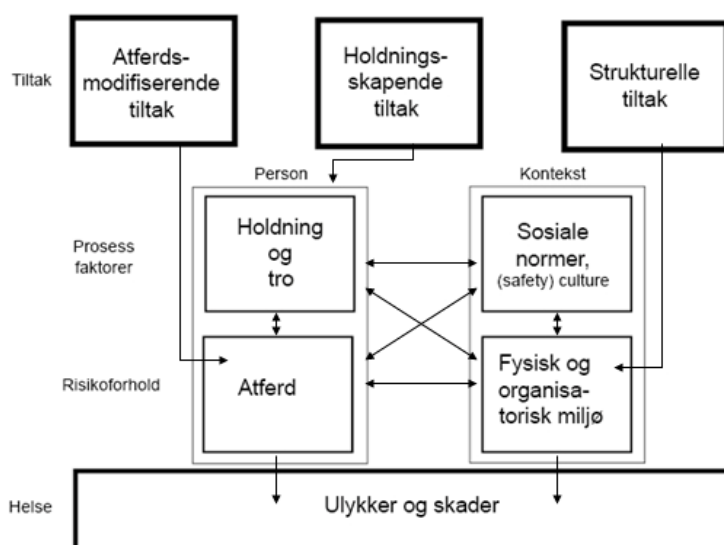 Tiltak
Atferds-
modifiserende
tiltak
Holdnings-
skapende
tiltak
Strukturelle
tiltak
Person
Kontekst
Prosess
faktorer
Holdning
og
tro
Sosiale
normer,
(safety) culture
Risikoforhold
Atferd
Fysisk og
organisa-
torisk miljø
Helse
Ulykker og skader